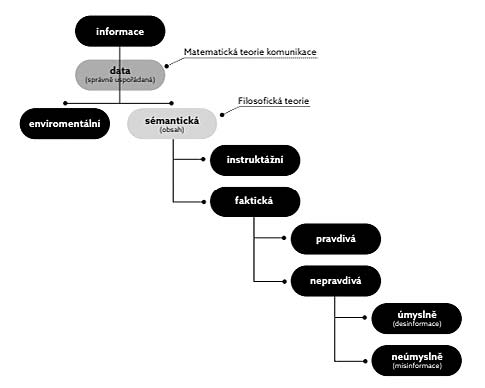 informace
Matematická teorie komunikace
data
(správně uspořádaná)
Filosofická teorie
enviromentální
sémantická
(obsah)
instruktážní
faktická
pravdivá
nepravdivá
úmyslně
(desinformace)
neúmyslně
(misinformace)